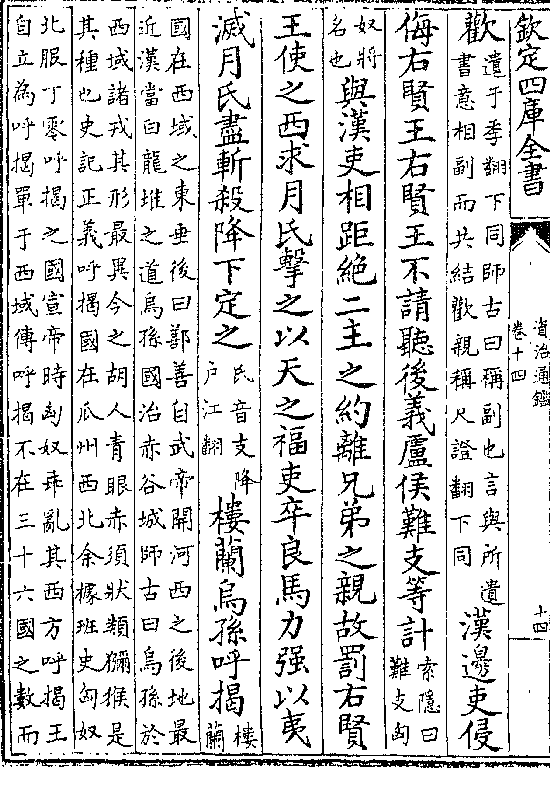 欽定四庫全書
資治通鑑
卷十四
十四
歡
遺于季翻下同師古曰稱副也言與所遺
書意相副而共結歡親稱尺證翻下同
漢邊吏侵
侮右賢王右賢王不請聽後義盧侯難支等計
索隱曰
難支匈
奴將
名也
與漢吏相距絶二主之約離兄弟之親故罰右賢
王使之西求月氏擊之以天之福吏卒良馬力强以夷
滅月氏盡斬殺降下定之
氏音支降
户江翻
樓蘭烏孫呼揭
樓
蘭
國在西域之東垂後曰鄯善自武帝開河西之後地最
近漢當白龍堆之道烏孫國治赤谷城師古曰烏孫於
西域諸戎其形最異今之胡人青眼赤須狀類獼猴是
其種也史記正義呼揭國在瓜州西北余據班史匈奴
北服丁零呼揭之國宣帝時匈奴乖亂其西方呼揭王
自立為呼揭單于西域傳呼揭不在三十六國之數而